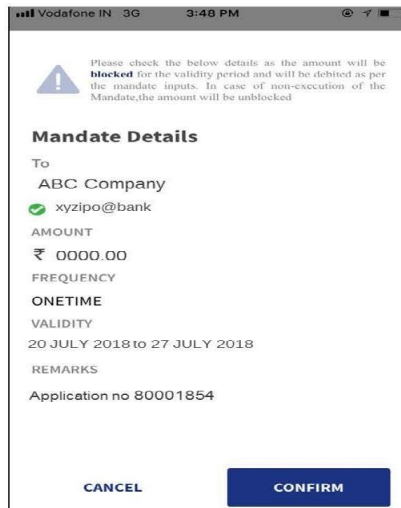 Vodafone IN 3G 3:48 PM
Please check the below details as the amount will be
blocked for the validity period and will be debited as per
the mandate inputs. In case of non-execution of the
Mandate,the amount will be unblocked
Mandate Details
To
ABC Company
xyzipo@bank
AMOUNT
₹ 0000.00
FREQUENCY
ONETIME
VALIDITY
20 JULY 2018 to 27 JULY 2018
REMARKS
Application no 80001854
CANCEL CONFIRM